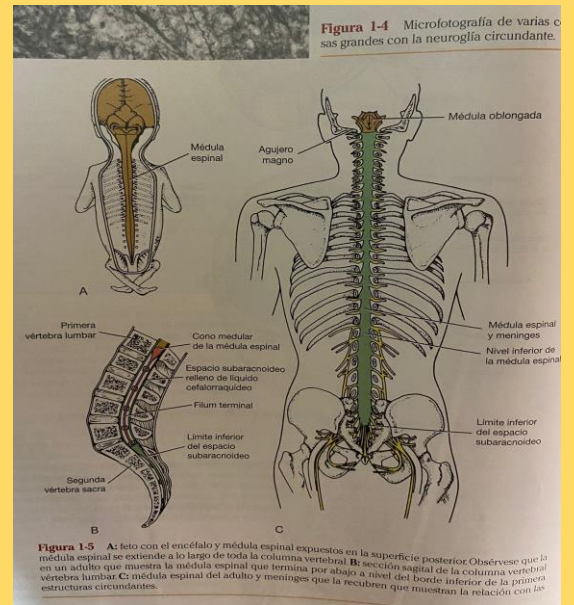 Figura 1-4 Microfotografía de varias
sas grandes con la neuroglía circundante.
Médula oblongada
Agujero
magno
Médula
espinal
A
Médula espinal
y meninges
Nivel inferior de
la médula espinal
Límite inferior
del espacio
subaracnoideo
C
Primera
vértebra lumbar
Cono medular
de la médula espinal
Espacio subaracnoideo
relleno de líquido
cefalorraquídeo
Filum terminal
Límite inferior
del espacio
subaracnoideo
Segunda
vértebra sacra
B
Figura 1-5 A: feto con el encéfalo y médula espinal expuestos en la superficie posterior. Obsérvese que la
médula espinal se extiende a lo largo de toda la columna vertebral. B: sección sagital de la columna vertebral
en un adulto que muestra la médula espinal que termina por abajo a nivel del borde inferior de la primera
vértebra lumbar. C: médula espinal del adulto y meninges que la recubren que muestran la relación con las
estructuras circundantes.